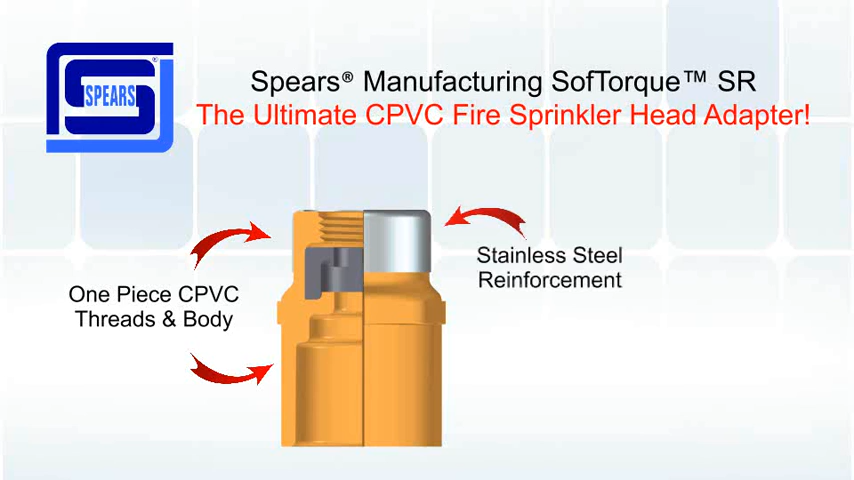 SPEARS®
Spears® Manufacturing SofTorque™ SR
The Ultimate CPVC Fire Sprinkler Head Adapter!
Stainless Steel
Reinforcement
One Piece CPVC
Threads & Body